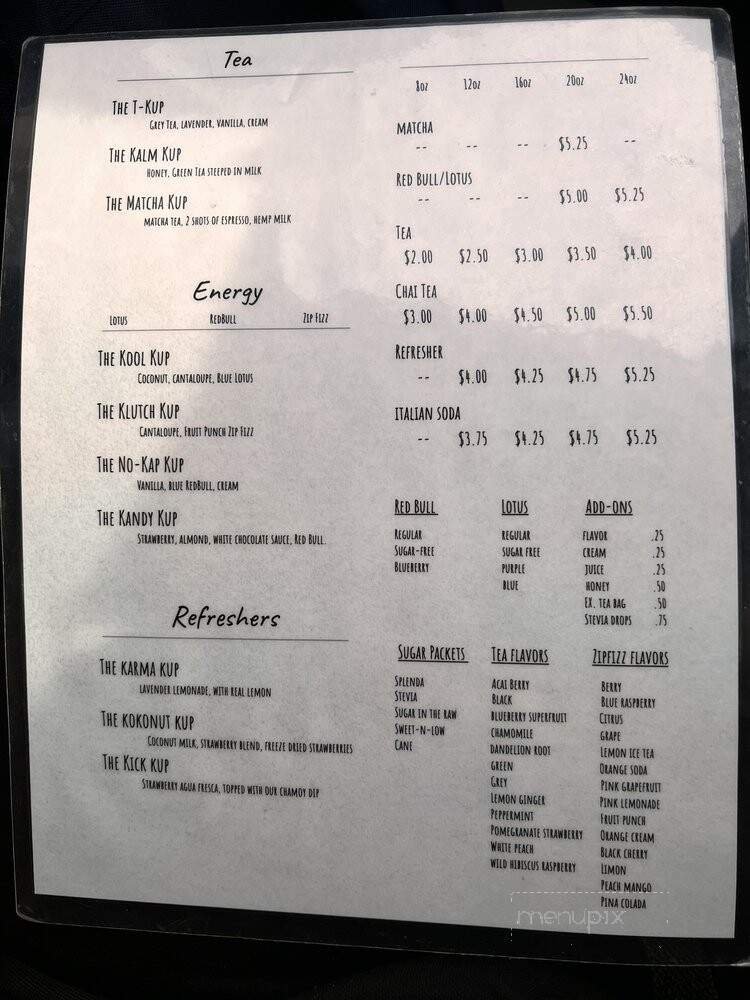 Tea
The T-Kup
Grey Tea, lavender, vanilla, cream
The Kalm Kup
Honey, Green Tea steeped in milk
The Matcha Kup
matcha tea, 2 shots of espresso, hemp milk
Energy
Lotus RedBull Zip Fizz
The Kool Kup
Coconut, cantaloupe, Blue Lotus
The Klutch Kup
Cantaloupe, Fruit Punch Zip Fizz
The No-Kap Kup
Vanilla, blue RedBull, cream
The Kandy Kup
Strawberry, almond, white chocolate sauce, Red Bull.
Refreshers
The karma kup
lavender lemonade, with real lemon
The kokonut kup
Coconut milk, strawberry blend, freeze dried strawberries
The Kick kup
Strawberry agua fresca, topped with our chamoy dip
8oz 12oz 16oz 20oz 24oz
matcha
-- -- -- $5.25 --
Red Bull/Lotus
-- -- -- $5.00 $5.25
Tea
$2.00 $2.50 $3.00 $3.50 $4.00
Chai Tea
$3.00 $4.00 $4.50 $5.00 $5.50
Refresher
-- $4.00 $4.25 $4.75 $5.25
Italian soda
-- $3.75 $4.25 $4.75 $5.25
Red Bull
Regular
Sugar-free
Blueberry
Lotus
Regular
Sugar free
Purple
Blue
Add-ons
flavor .25
cream .25
juice .25
honey .50
Ex. tea bag .50
Stevia drops .75
Sugar Packets
Splenda
Stevia
Sugar in the raw
Sweet-n-low
Cane
Tea flavors
Acai Berry
Black
Blueberry superfruit
Chamomile
Dandelion root
Green
Grey
Lemon ginger
Peppermint
Pomegranate strawberry
White peach
Wild hibiscus raspberry
Zipfizz flavors
Berry
Blue raspberry
Citrus
grape
Lemon ice tea
Orange soda
Pink grapefruit
Pink lemonade
Fruit punch
Orange cream
Black cherry
Limon
Peach mango
Pina colada
menupix